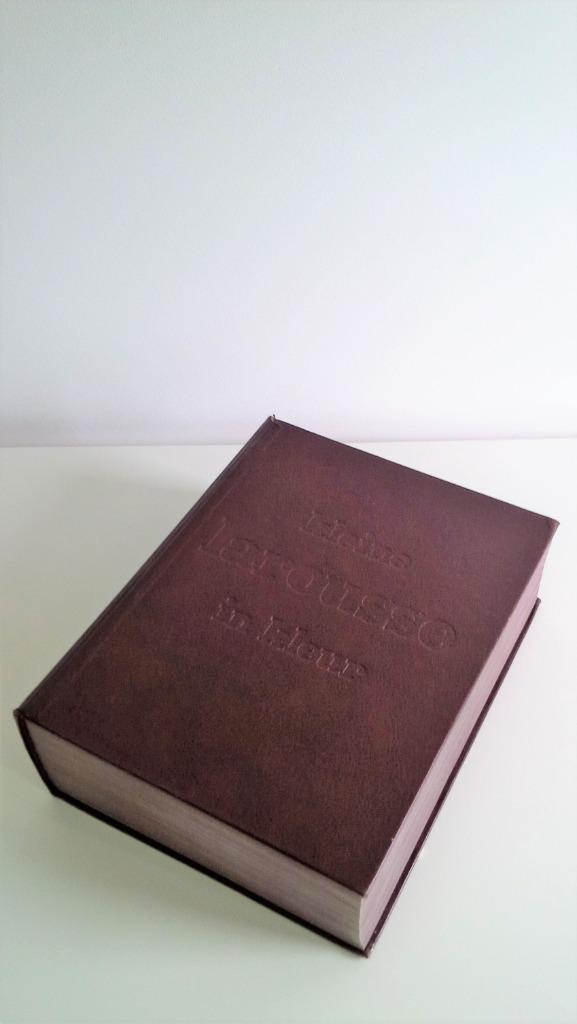 kleine
larousse
in kleur